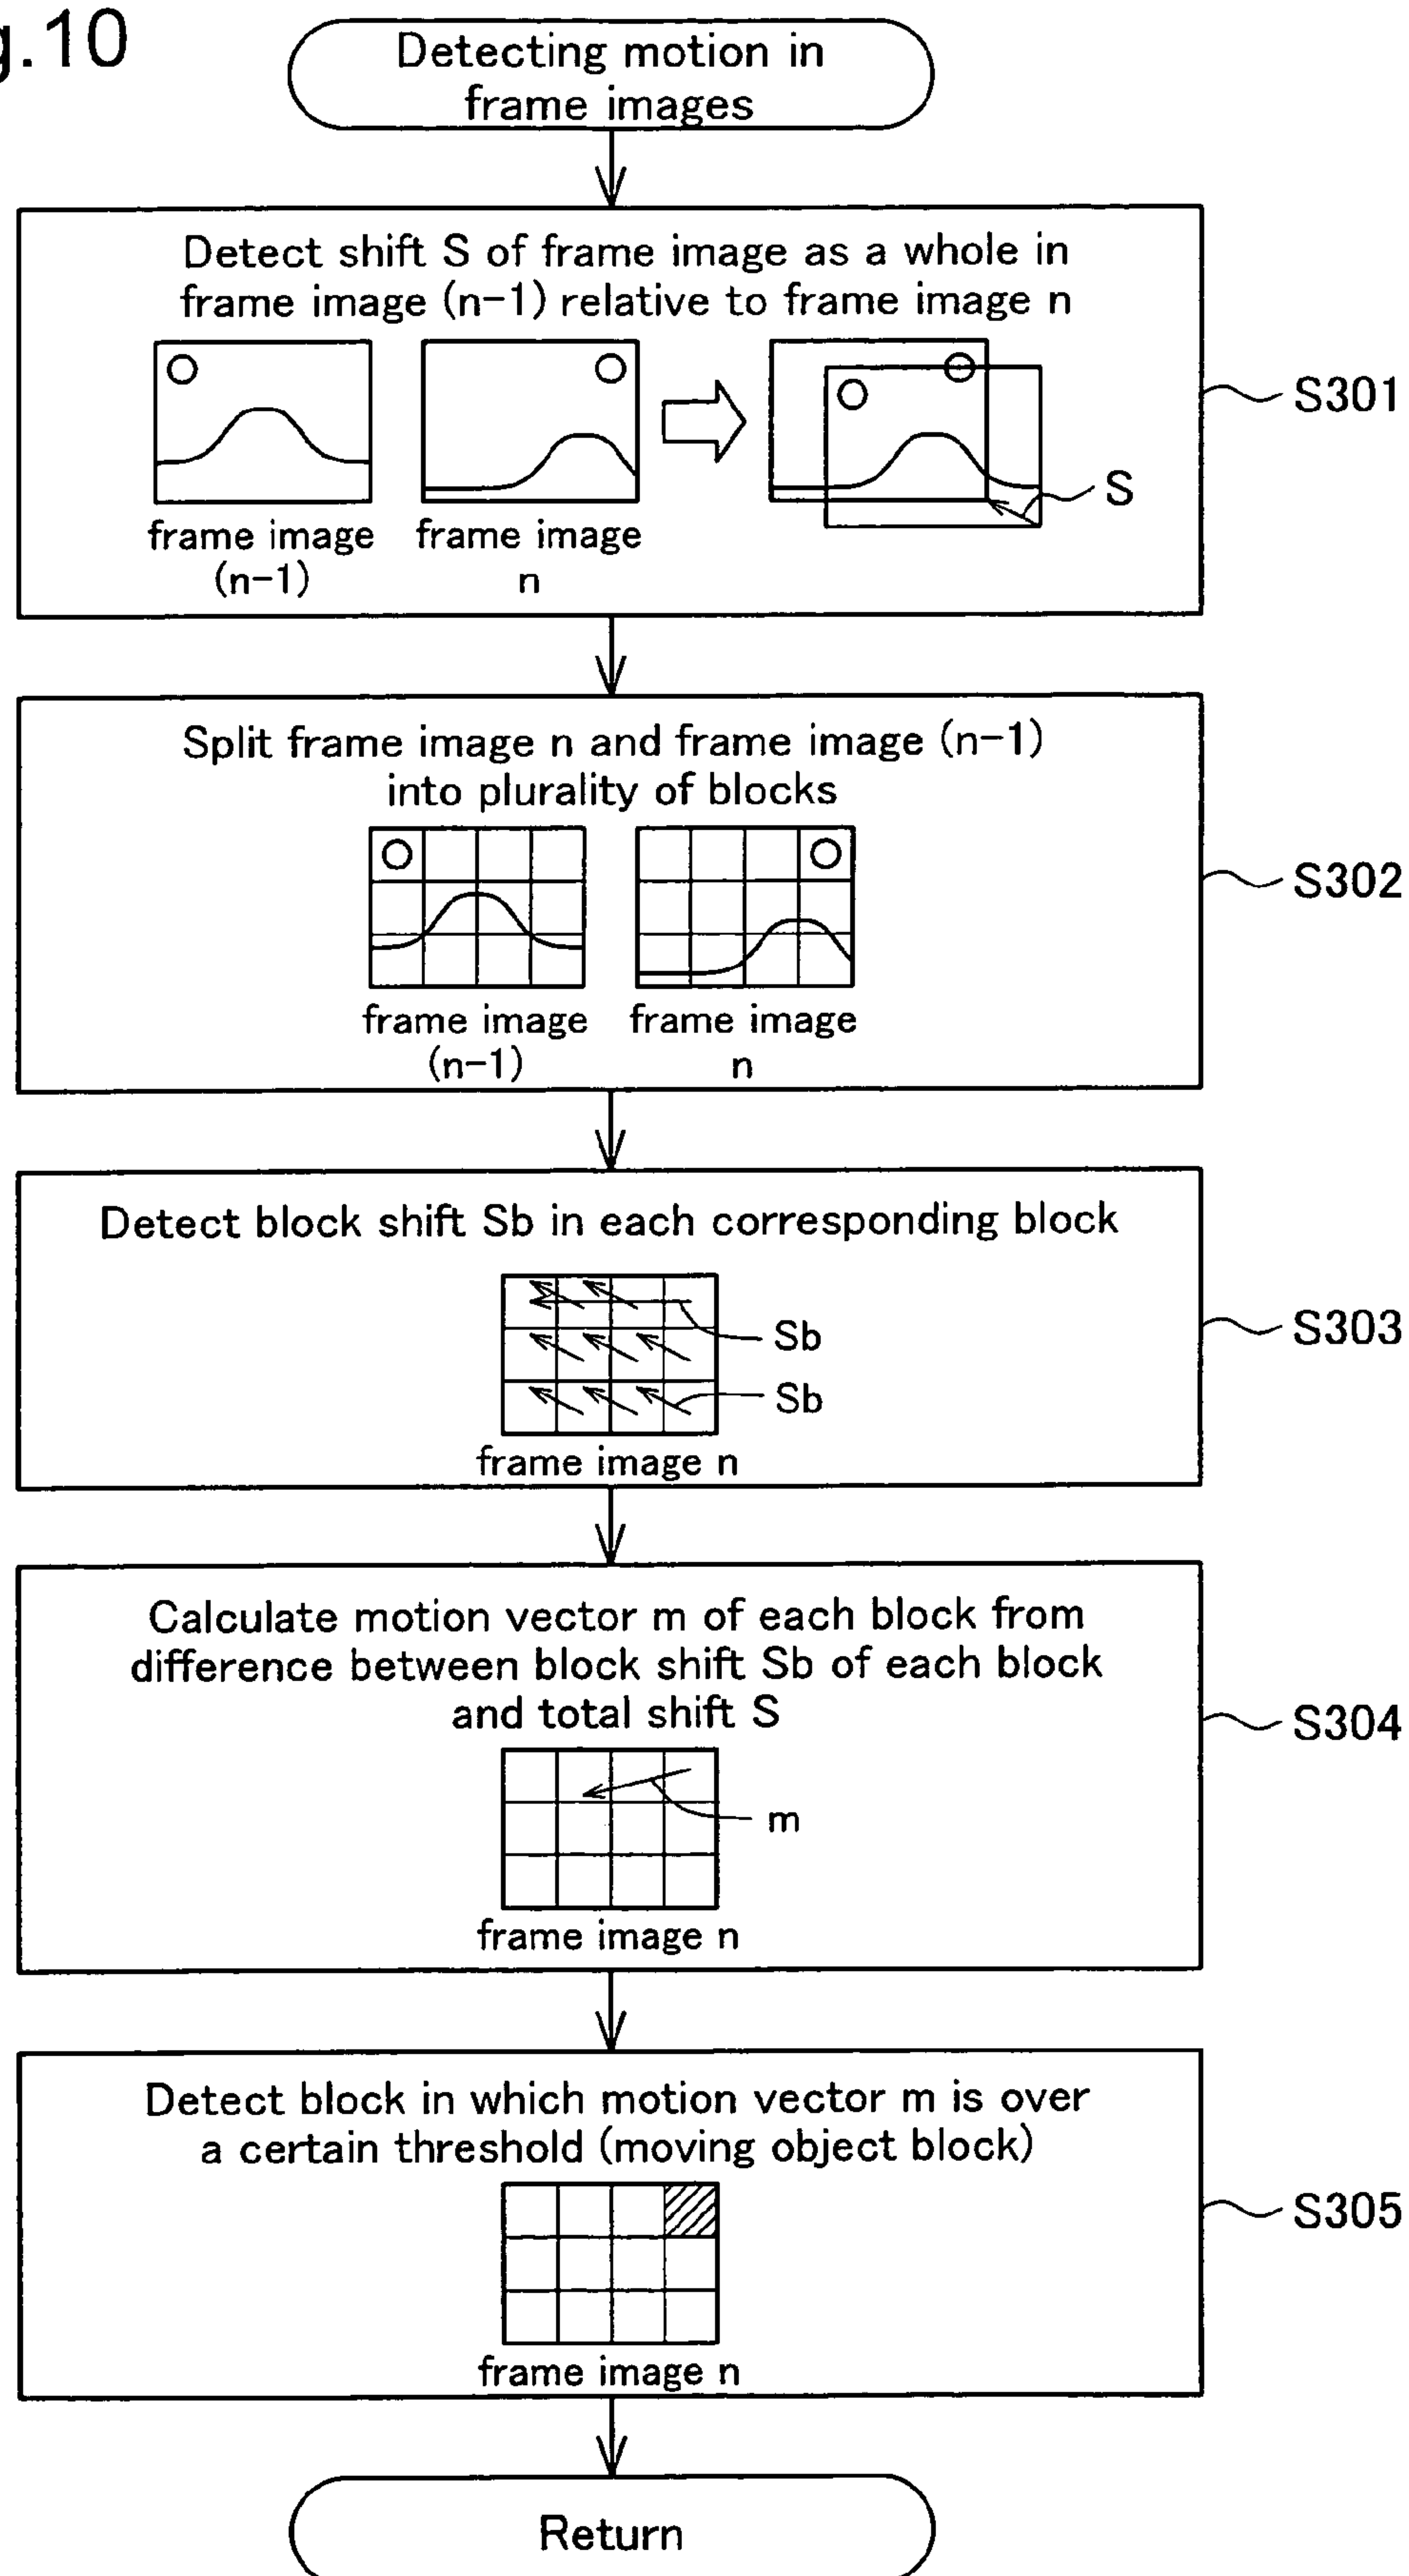 g.10
Detecting motion in
frame images
Detect shift S of frame image as a whole in
frame image (n-1) relative to frame image n
S301
S
frame image
(n-1)
frame image
n
Split frame image n and frame image (n-1)
into plurality of blocks
S302
frame image
(n-1)
frame image
n
Detect block shift Sb in each corresponding block
Sb
S303
Sb
frame image n
Calculate motion vector m of each block from
difference between block shift Sb of each block
and total shift S
S304
m
frame image n
Detect block in which motion vector m is over
a certain threshold (moving object block)
S305
frame image n
Return